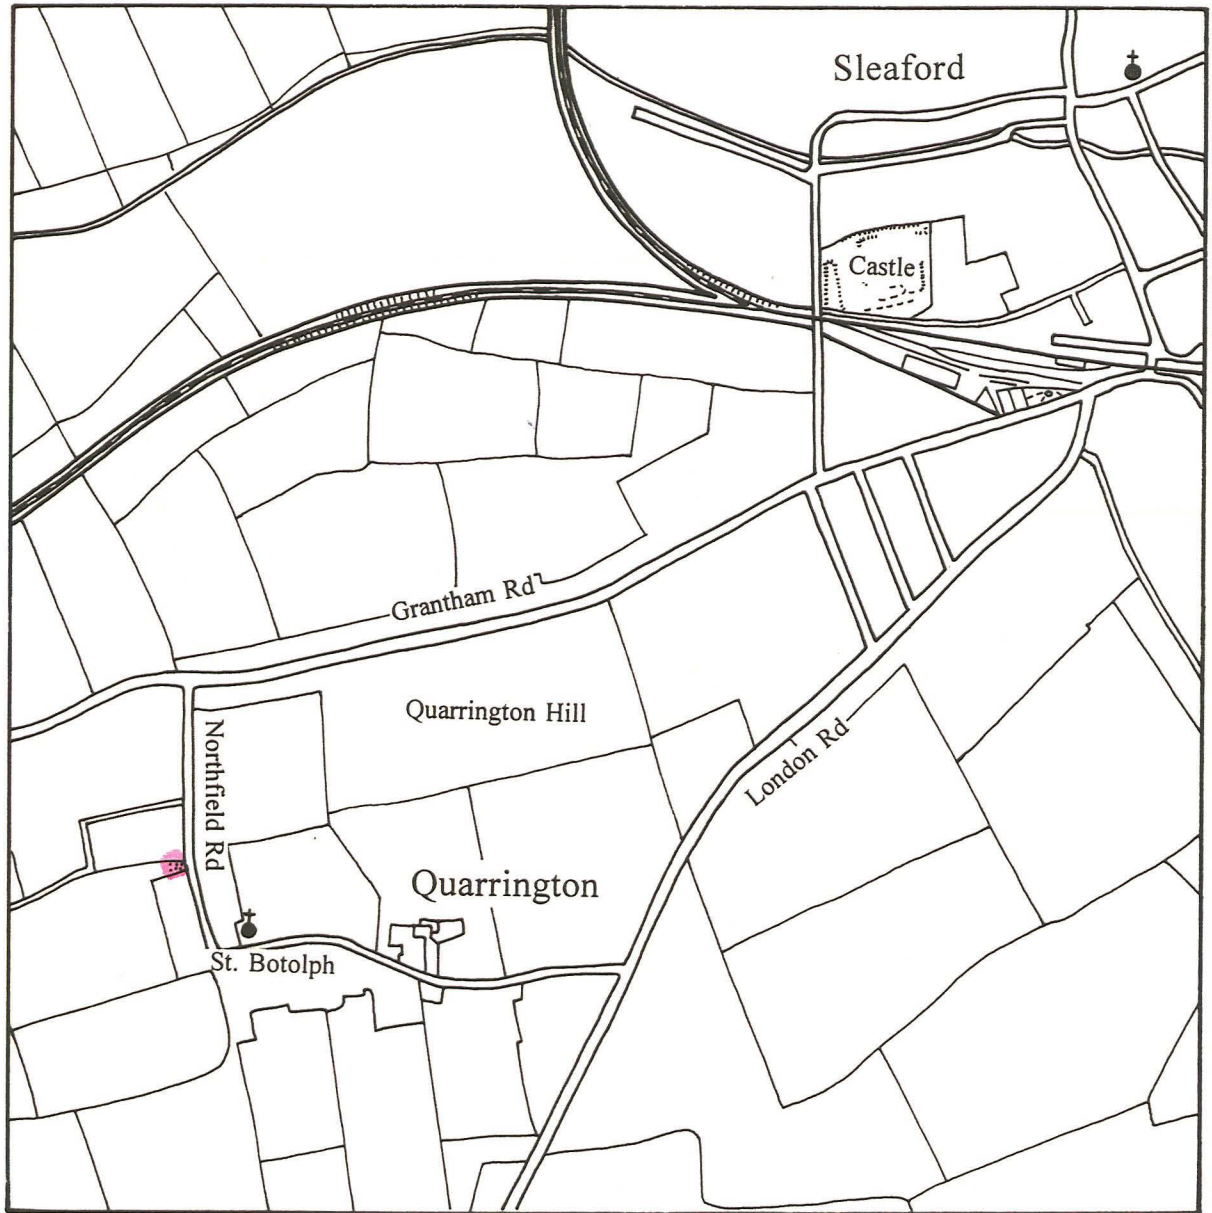 Sleaford
Castle
Grantham Rd
Quarrington Hill
Northfield Rd
London Rd
Quarrington
St. Botolph